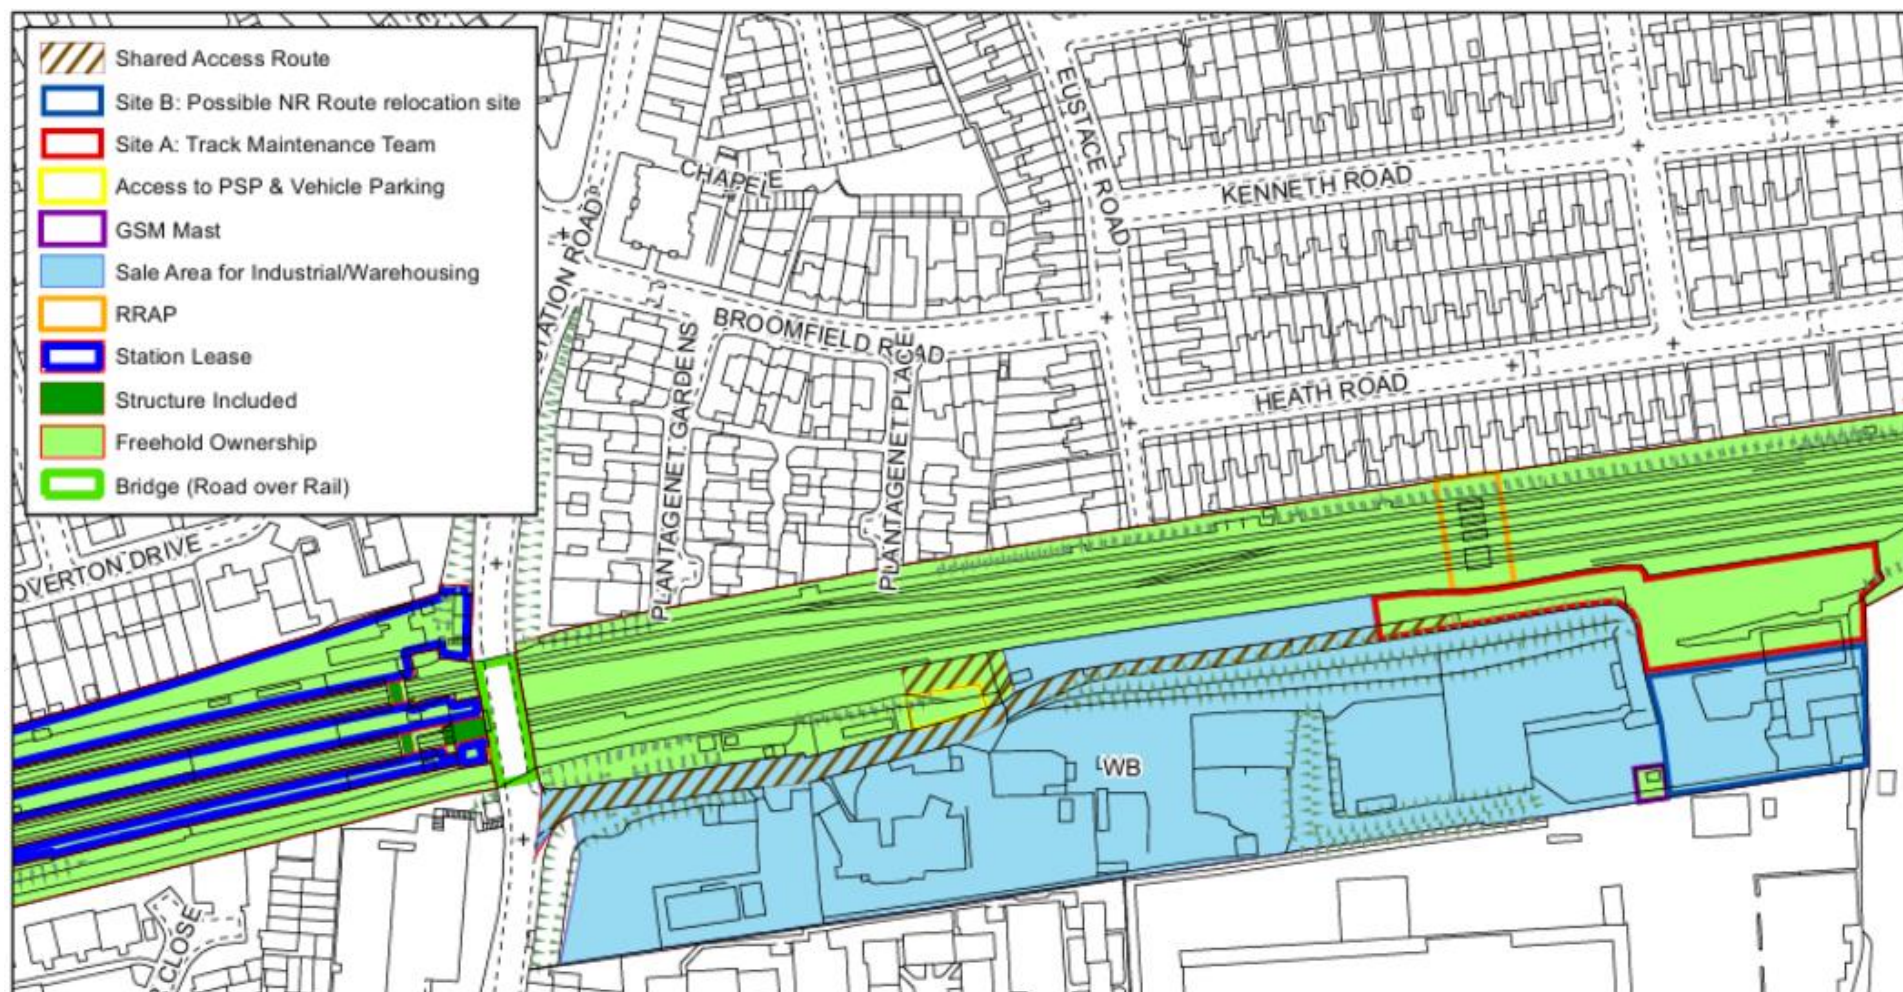 Shared Access Route
Site B: Possible NR Route relocation site
Site A: Track Maintenance Team
Access to PSP & Vehicle Parking
GSM Mast
Sale Area for Industrial/Warehousing
RRAP
Station Lease
Structure Included
Freehold Ownership
Bridge (Road over Rail)
CHAPEL
EUSTACE ROAD
KENNETH ROAD
STATION ROAD
BROOMFIELD ROAD
HEATH ROAD
PLANTAGENET GARDENS
PLANTAGENET PLACE
OVERTON DRIVE
WB
CLOSE